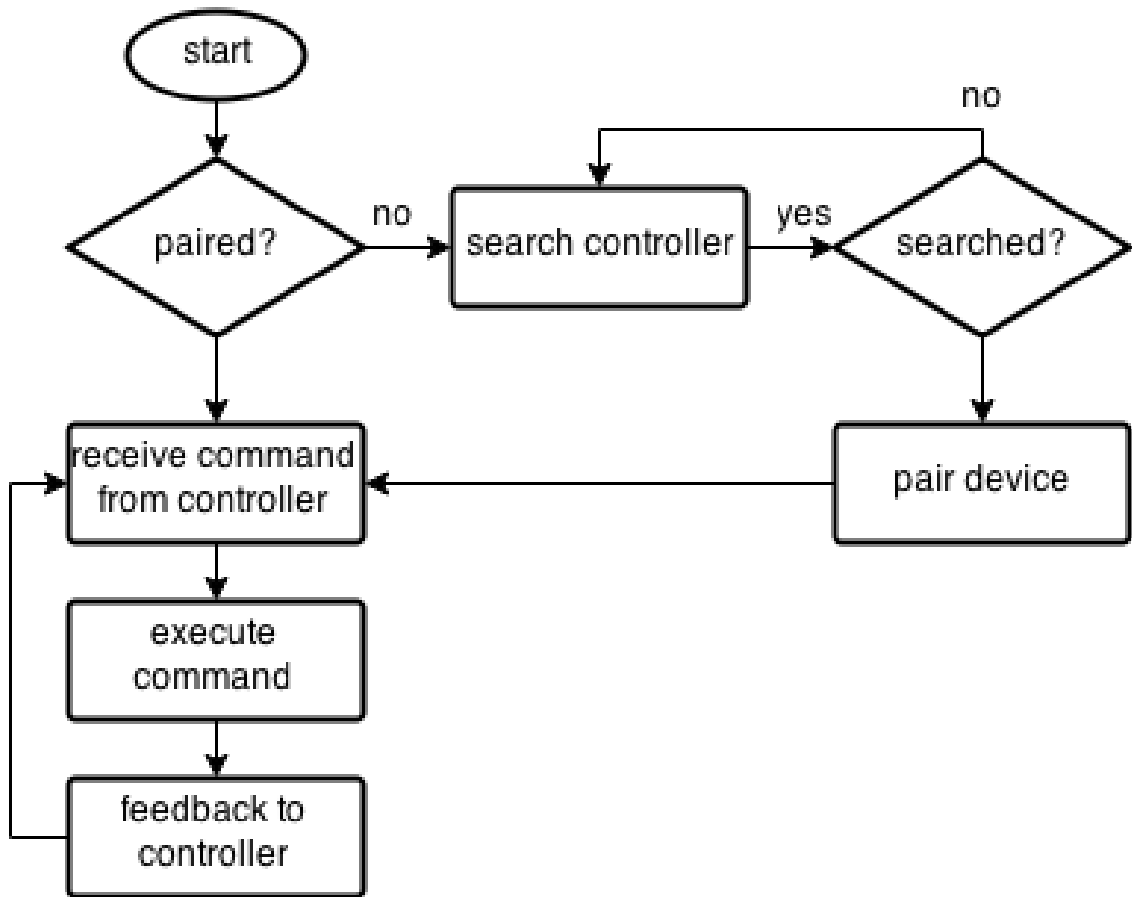 start
no
paired?
no
search controller
yes
searched?
receive command
from controller
pair device
execute
command
feedback to
controller